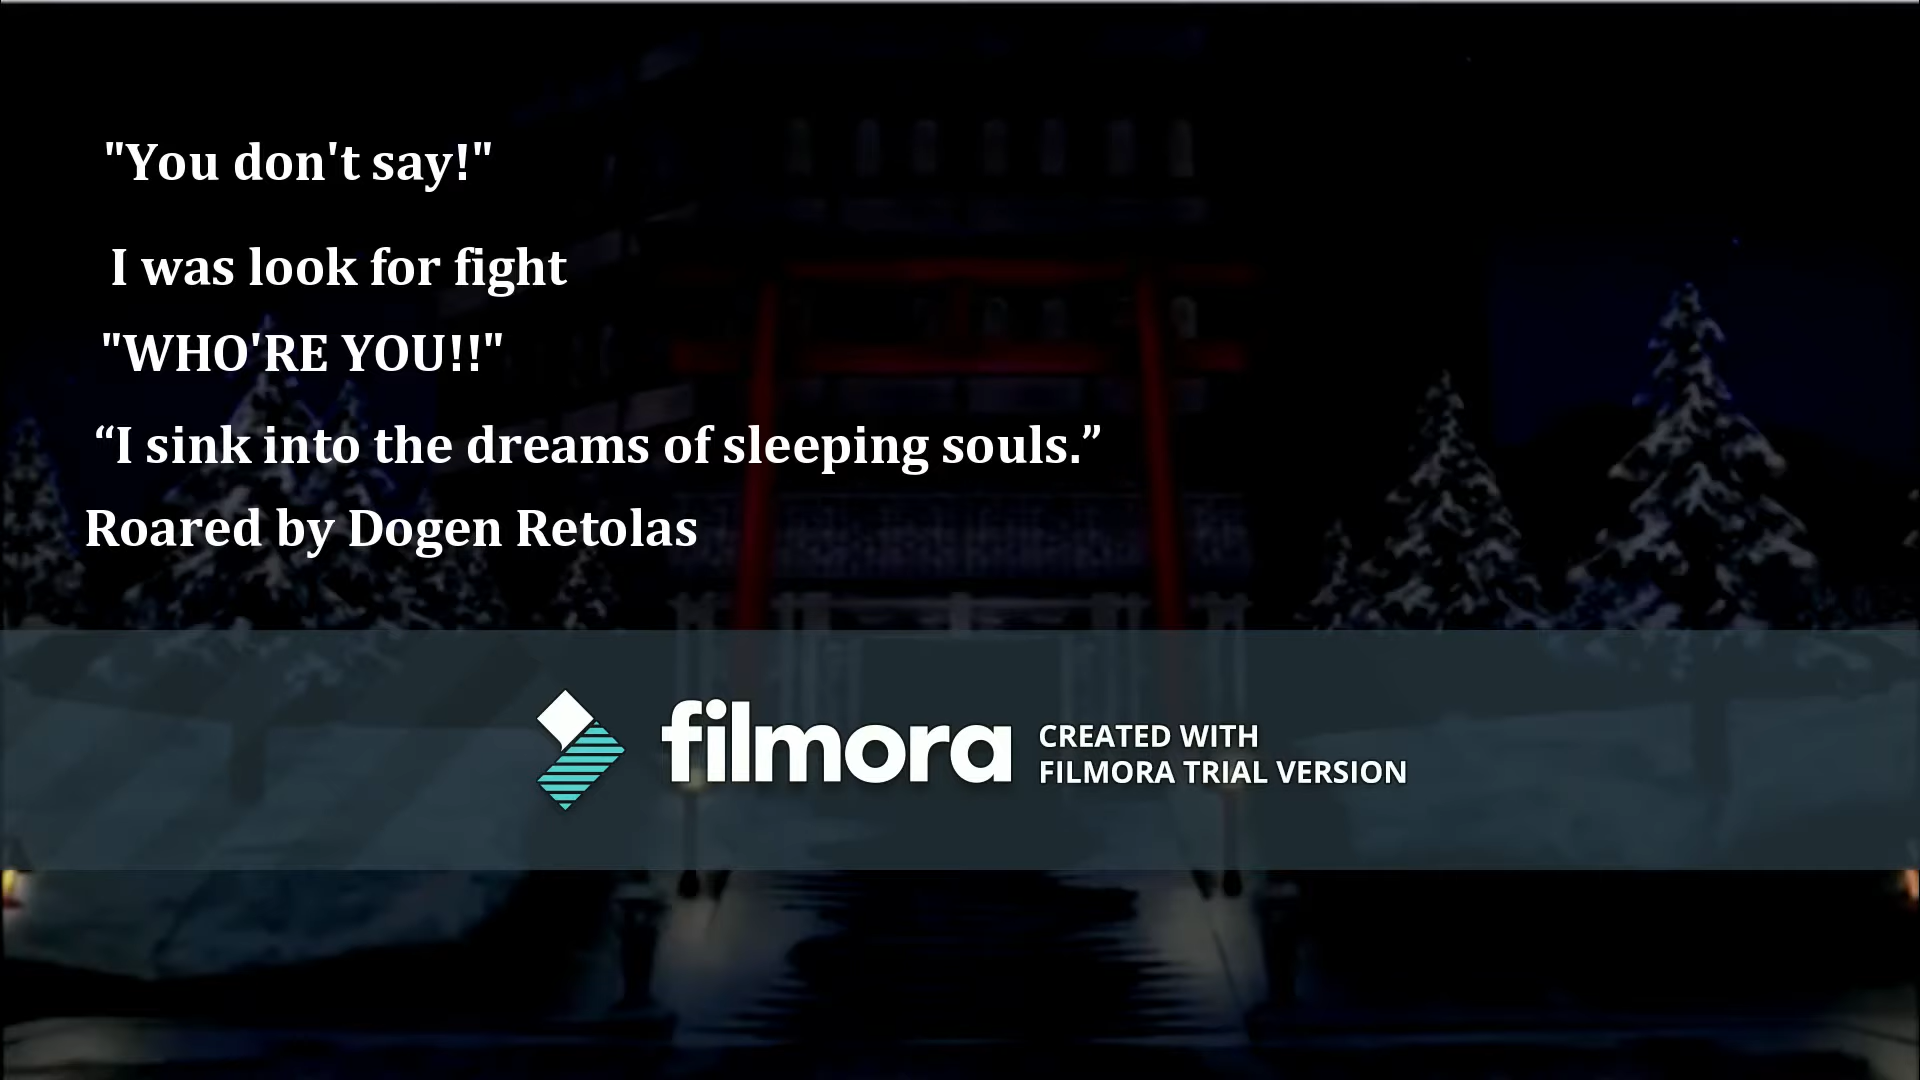 "You don't say!"
I was look for fight
"WHO'RE YOU!!"
“I sink into the dreams of sleeping souls.”
Roared by Dogen Retolas
filmora
CREATED WITH
FILMORA TRIAL VERSION